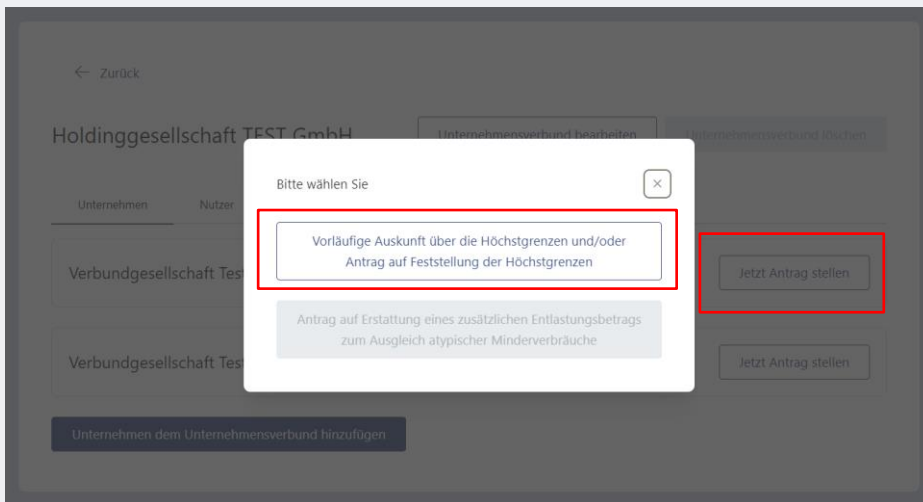 ← Zurück
Holdinggesellschaft TEST GmbH
Unternehmensverbund bearbeiten
Unternehmensverbund löschen
Bitte wählen Sie
×
Unternehmen
Nutzer
Vorläufige Auskunft über die Höchstgrenzen und/oder
Antrag auf Feststellung der Höchstgrenzen
Verbundgesellschaft Tes
Jetzt Antrag stellen
Antrag auf Erstattung eines zusätzlichen Entlastungsbetrags
zum Ausgleich atypischer Minderverbräuche
Verbundgesellschaft Tes
Jetzt Antrag stellen
Unternehmen dem Unternehmensverbund hinzufügen